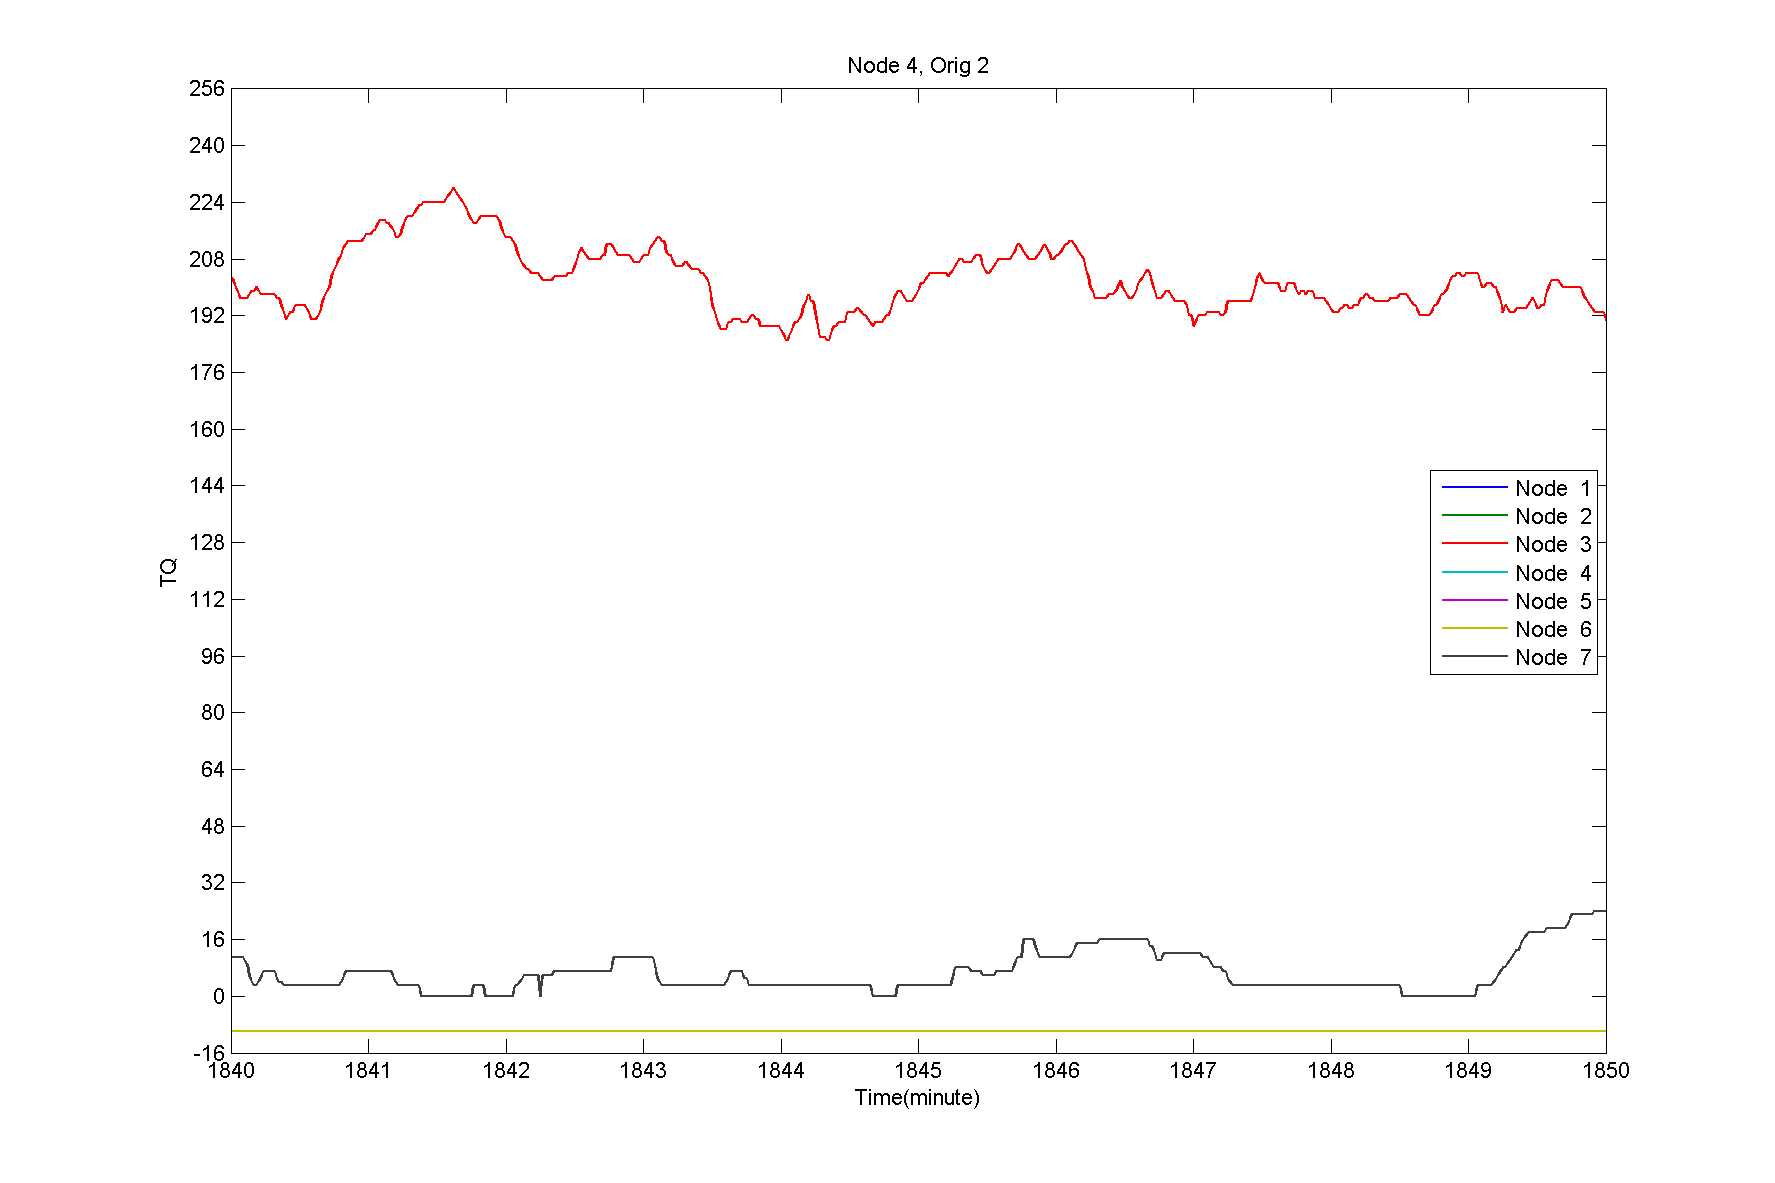 Node 4, Orig 2
256
240
224
208
192
176
160
144
128
112
96
80
64
48
32
16
0
-16
TQ
Node 1
Node 2
Node 3
Node 4
Node 5
Node 6
Node 7
1840 1841 1842 1843 1844 1845 1846 1847 1848 1849 1850
Time(minute)